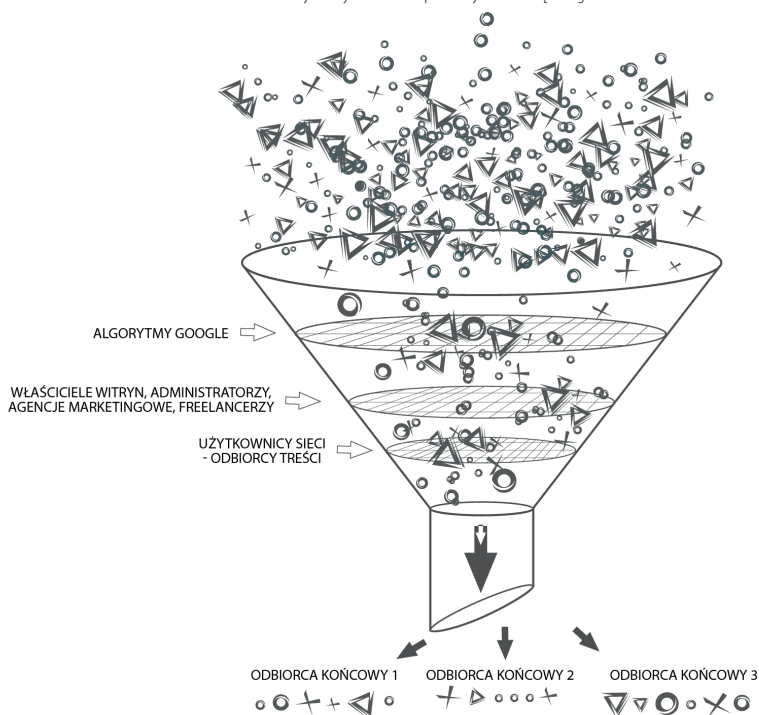 ALGORYTMY GOOGLE
WŁAŚCICIELE WITRYN, ADMINISTRATORZY,
AGENCJE MARKETINGOWE, FREELANCERZY
UŻYTKOWNICY SIECI
- ODBIORCY TREŚCI
ODBIORCA KOŃCOWY 1
ODBIORCA KOŃCOWY 2
ODBIORCA KOŃCOWY 3